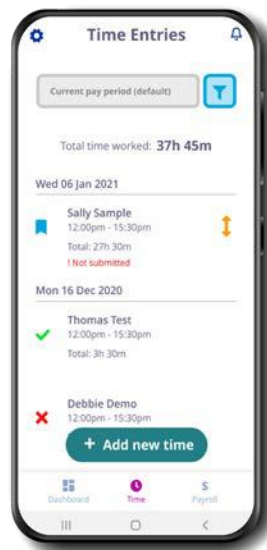 Time Entries
Current pay period (default)
Total time worked: 37h 45m
Wed 06 Jan 2021
Sally Sample
12:00pm - 15:30pm
Total: 27h 30m
! Not submitted
Mon 16 Dec 2020
Thomas Test
12:00pm - 15:30pm
Total: 3h 30m
Debbie Demo
12:00pm - 15:30pm
+ Add new time
Dashboard
Time
$
Payroll